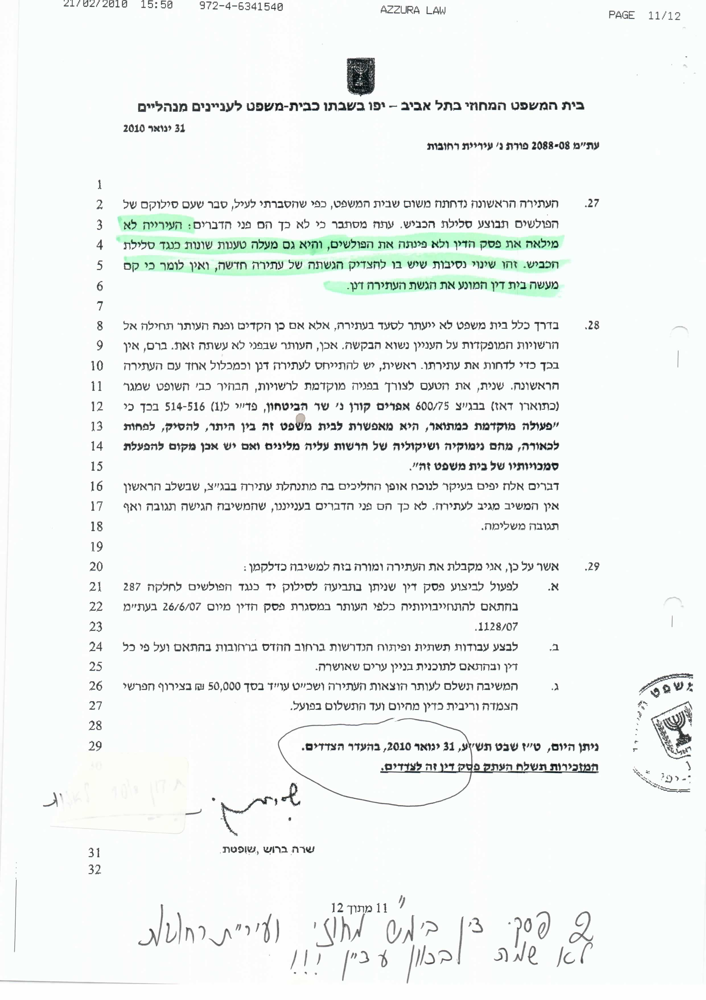 21/02/2010 15:50 972-4-6341540 AZZURA LAW PAGE 11/12
בית המשפט המחוזי בתל אביב – יפו בשבתו כבית-משפט לעניינים מנהליים
31 ינואר 2010
עת״מ 2088-08 פורת נ׳ עיריית רחובות
1
27. העתירה הראשונה נדחתה משום שבית המשפט, כפי שהסברתי לעיל, סבר שעם סילוקם של 2
הפולשים תבוצע סלילת הכביש. עתה מסתבר כי לא כך הם פני הדברים: העירייה לא 3
מילאה את פסק הדין ולא פינתה את הפולשים, והיא גם מעלה טענות שונות כנגד סלילת 4
הכביש. זהו שינוי נסיבות שיש בו להצדיק הגשתה של עתירה חדשה, ואין לומר כי קם 5
מעשה בית דין המונע את הגשת העתירה דנן. 6
7
28. בדרך כלל בית משפט לא ייעתר לסעד בעתירה, אלא אם כן הקדים ופנה העותר תחילה אל 8
הרשויות המופקדות על העניין נשוא הבקשה. אכן, העותר שבפני לא עשתה זאת. ברם, אין 9
בכך כדי לדחות את עתירתו. ראשית, יש להתייחס לעתירה דנן וכמכלול אחד עם העתירה 10
הראשונה. שנית, את הטעם לצורך בפניה מוקדמת לרשויות, הבהיר כב׳ השופט שמגר 11
(כתוארו דאז) בבג״צ 600/75 אפרים קורן נ׳ שר הביטחון, פד״י ל(1) 514-516 בכך כי 12
״פעולה מוקדמת כמתואר, היא מאפשרת לבית משפט זה בין היתר, להסיק, לפחות 13
לכאורה, מהם נימוקיה ושיקוליה של הרשות עליה מלינים ואם יש אכן מקום להפעלת 14
סמכויותיו של בית משפט זה״. 15
דברים אלה יפים בעיקר לנוכח אופן ההליכים בה מתנהלת עתירה בבג״צ, שבשלב הראשון 16
אין המשיב מגיב לעתירה. לא כך הם פני הדברים בענייננו, שהמשיבה הגישה תגובה ואף 17
תגובה משלימה. 18
19
29. אשר על כן, אני מקבלת את העתירה ומורה בזה למשיבה כדלקמן: 20
א. לפעול לביצוע פסק דין שניתן בתביעה לסילוק יד כנגד הפולשים לחלקה 287 21
בהתאם להתחייבויותיה כלפי העותר במסגרת פסק הדין מיום 26/6/07 בעת״מ 22
1128/07. 23
ב. לבצע עבודות תשתית ופיתוח הנדרשות ברחוב ההדס ברחובות בהתאם ועל פי כל 24
דין ובהתאם לתוכנית בניין ערים שאושרה. 25
ג. המשיבה תשלם לעותר הוצאות העתירה ושכ״ט עו״ד בסך 50,000 ₪ בצירוף הפרשי 26
הצמדה וריבית כדין מהיום ועד התשלום בפועל. 27
28
ניתן היום, ט״ז שבט תש״ע, 31 ינואר 2010, בהעדר הצדדים. 29
המזכירות תשלח העתק פסק דין זה לצדדים.
שרה ברוש, שופטת 31
32
11 מתוך 12
2 פסקי דין בימ״ש מחוזי ועיריית רחובות
לא שמה
!!!